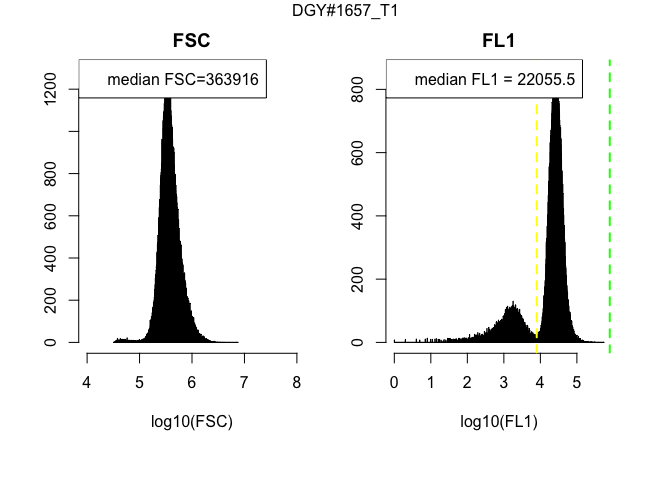 DGY#1657_T1
FSC
FL1
median FSC=363916
median FL1 = 22055.5
1200
800
600
400
200
0
4 5 6 7 8
log10(FSC)
800
600
400
200
0
0 1 2 3 4 5
log10(FL1)